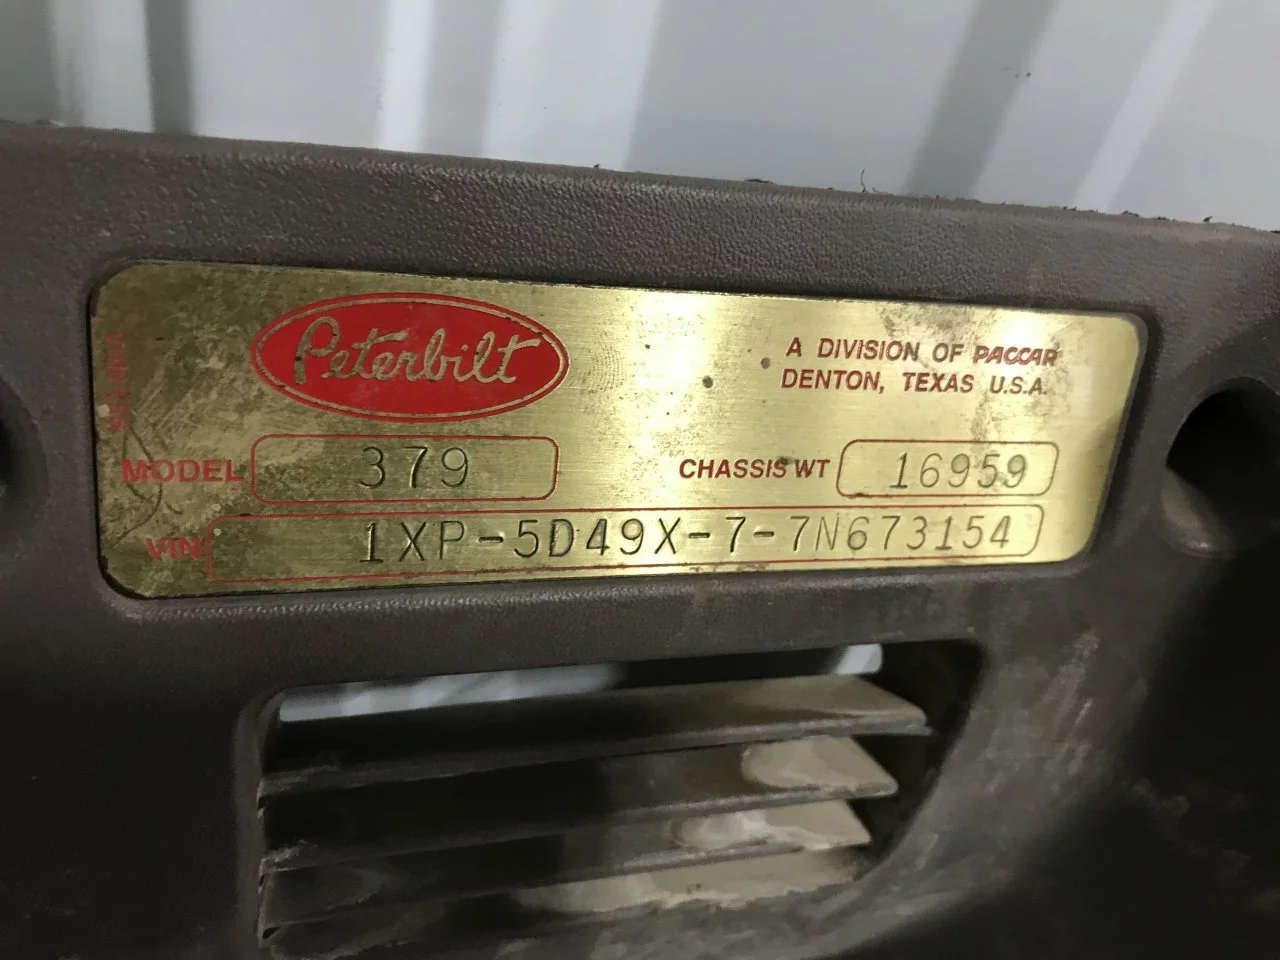 Peterbilt
A DIVISION OF PACCAR
DENTON, TEXAS U.S.A.
MODEL 379
CHASSIS WT 16959
VIN 1XP-5D49X-7-7N673154